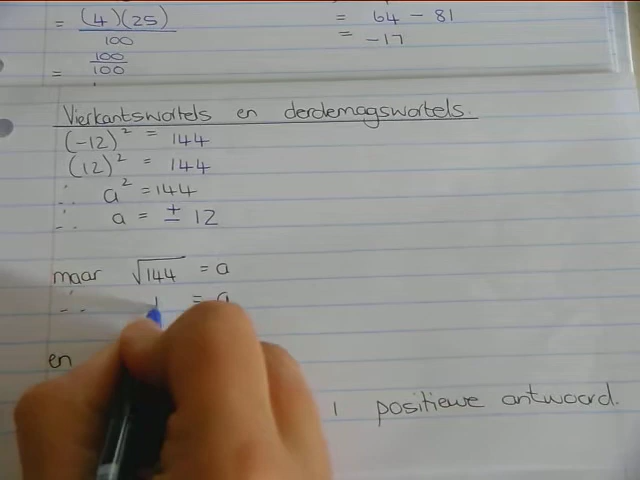 = (4)(25) / 100
= 100 / 100
= 64 - 81
= -17
Vierkantswortels en derdemagswortels.
(-12)² = 144
(12)² = 144
∴ a² = 144
∴ a = ± 12
maar √144 = a
∴ 1 = a
en
1 positiewe antwoord.